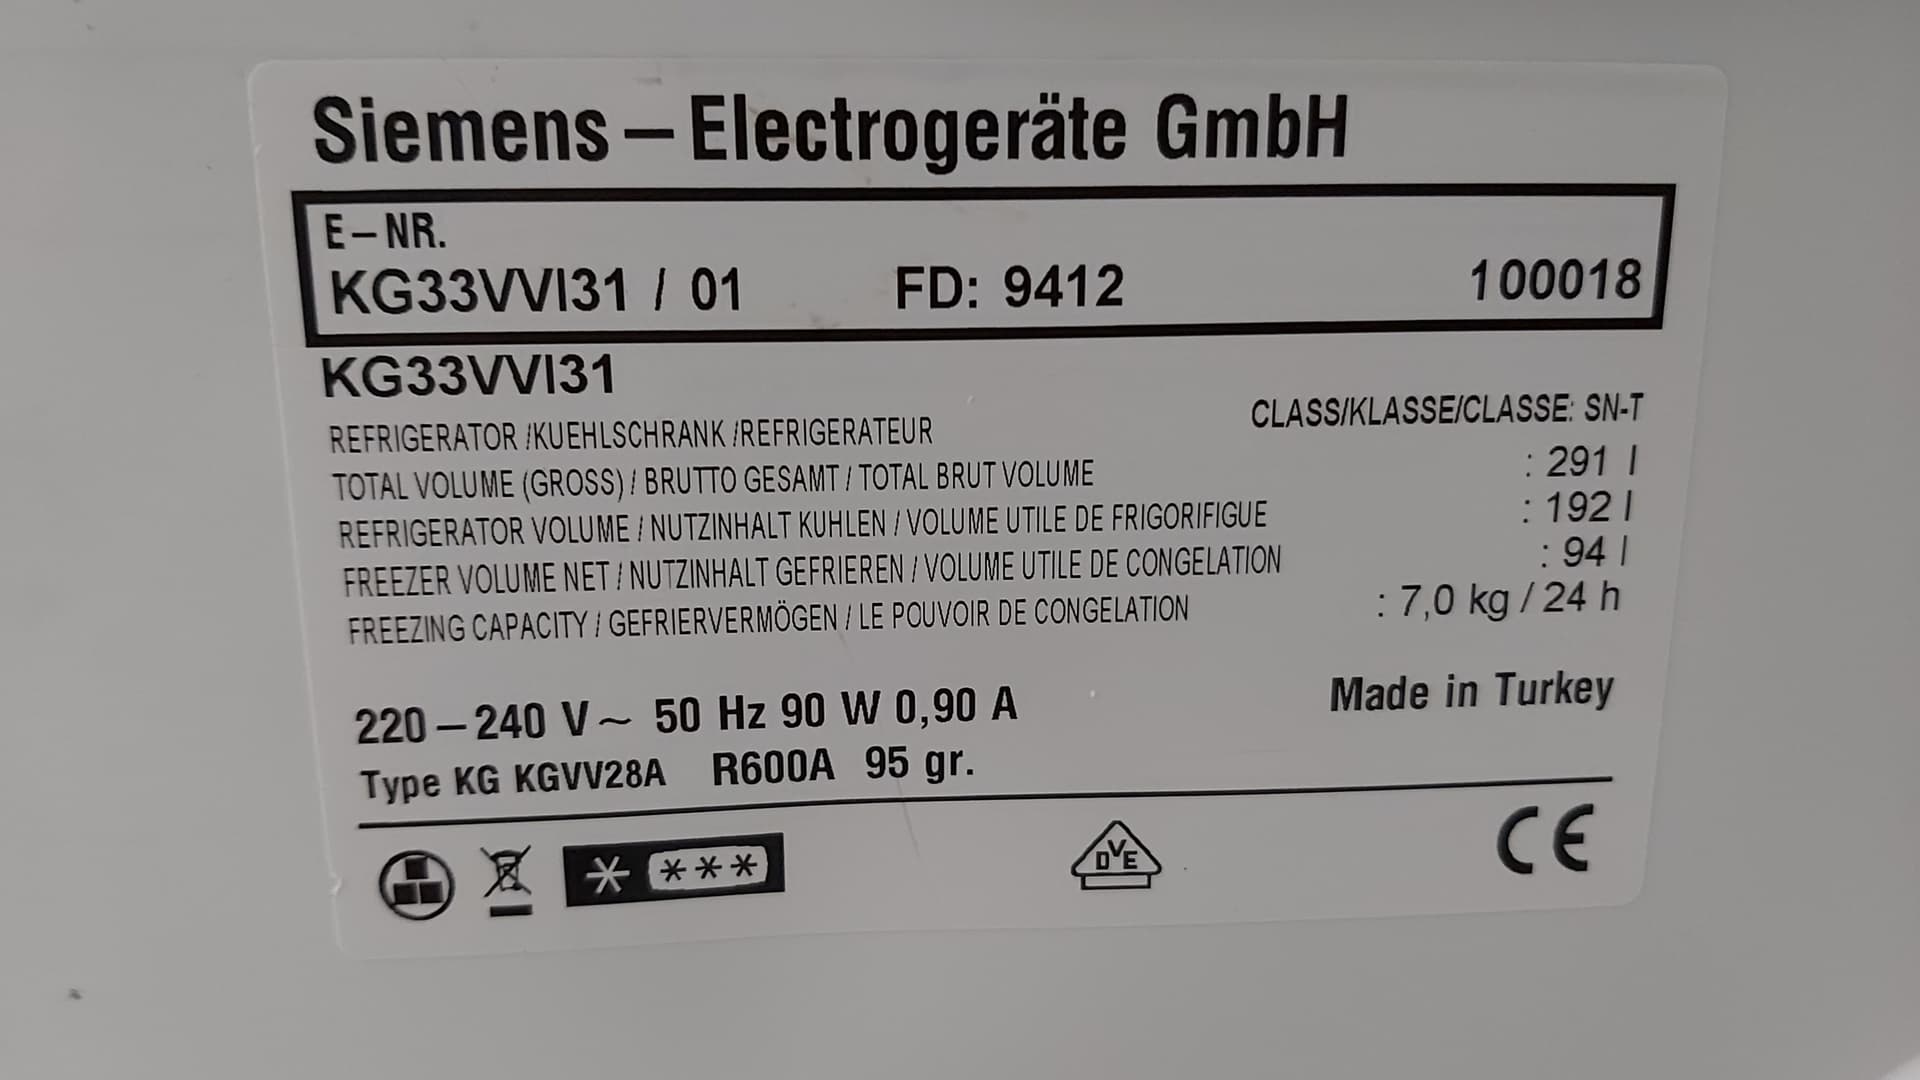 Siemens – Electrogeräte GmbH
E – NR.
KG33VVI31 / 01 FD: 9412 100018
KG33VVI31
REFRIGERATOR /KUEHLSCHRANK /REFRIGERATEUR CLASS/KLASSE/CLASSE: SN-T
TOTAL VOLUME (GROSS) / BRUTTO GESAMT / TOTAL BRUT VOLUME : 291 l
REFRIGERATOR VOLUME / NUTZINHALT KUHLEN / VOLUME UTILE DE FRIGORIFIGUE : 192 l
FREEZER VOLUME NET / NUTZINHALT GEFRIEREN / VOLUME UTILE DE CONGELATION : 94 l
FREEZING CAPACITY / GEFRIERVERMÖGEN / LE POUVOIR DE CONGELATION : 7,0 kg / 24 h
220 – 240 V ~ 50 Hz 90 W 0,90 A Made in Turkey
Type KG KGVV28A R600A 95 gr.
* *** DVE CE